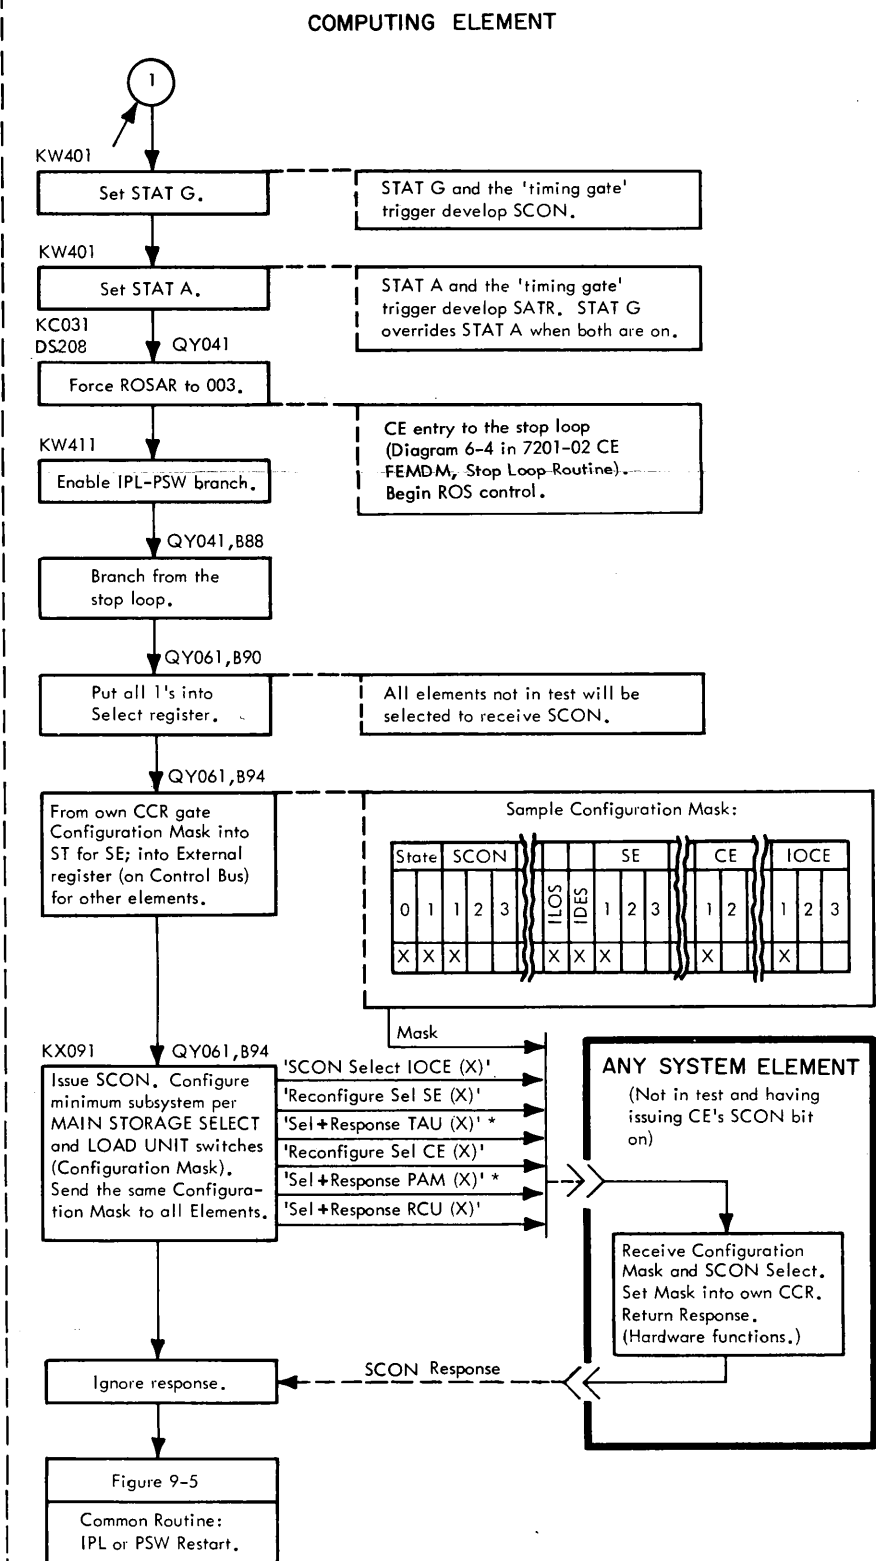 COMPUTING ELEMENT
1
KW401
Set STAT G.
STAT G and the 'timing gate'
trigger develop SCON.
KW401
Set STAT A.
STAT A and the 'timing gate'
trigger develop SATR. STAT G
overrides STAT A when both are on.
KC031
DS208
QY041
Force ROSAR to 003.
CE entry to the stop loop
(Diagram 6-4 in 7201-02 CE
FEMDM, Stop Loop Routine).
Begin ROS control.
KW411
Enable IPL-PSW branch.
QY041,B88
Branch from the
stop loop.
QY061,B90
Put all 1's into
Select register.
All elements not in test will be
selected to receive SCON.
QY061,B94
From own CCR gate
Configuration Mask into
ST for SE; into External
register (on Control Bus)
for other elements.
Sample Configuration Mask:
State SCON SE CE IOCE
0 1 1 2 3 ILOS IDES 1 2 3 1 2 1 2 3
X X X X X X X X
Mask
KX091
QY061,B94
Issue SCON. Configure
minimum subsystem per
MAIN STORAGE SELECT
and LOAD UNIT switches
(Configuration Mask).
Send the same Configura-
tion Mask to all Elements.
'SCON Select IOCE (X)'
'Reconfigure Sel SE (X)'
'Sel+Response TAU (X)' *
'Reconfigure Sel CE (X)'
'Sel+Response PAM (X)' *
'Sel+Response RCU (X)'
ANY SYSTEM ELEMENT
(Not in test and having
issuing CE's SCON bit
on)
Receive Configuration
Mask and SCON Select.
Set Mask into own CCR.
Return Response.
(Hardware functions.)
SCON Response
Ignore response.
Figure 9-5
Common Routine:
IPL or PSW Restart.